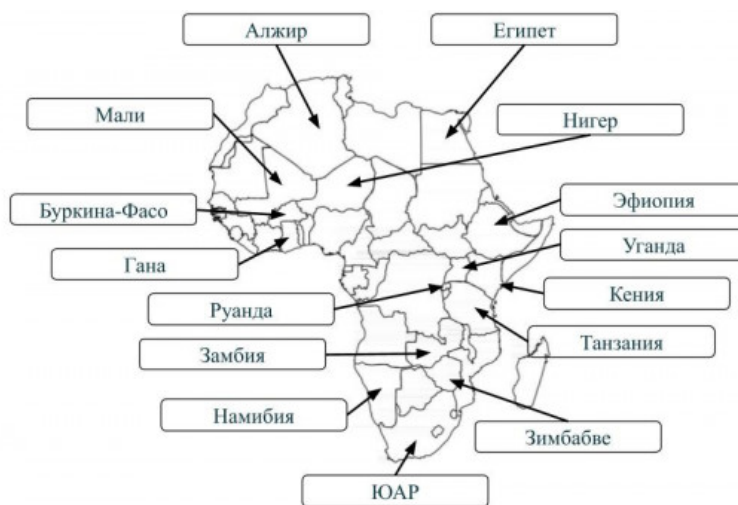 Алжир
Египет
Мали
Нигер
Буркина-Фасо
Эфиопия
Уганда
Гана
Кения
Руанда
Танзания
Замбия
Намибия
Зимбабве
ЮАР